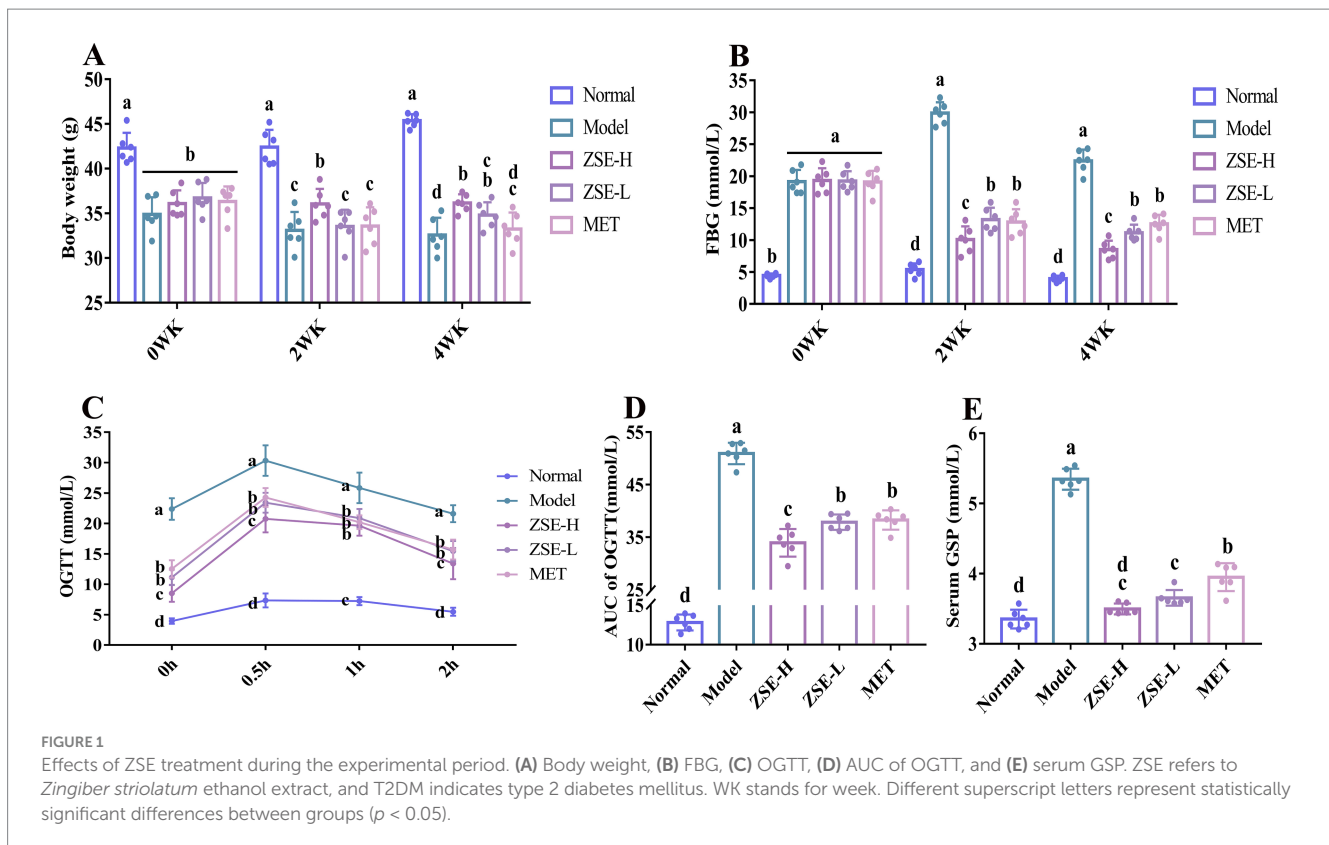 A
Body weight (g)
50
45
40
35
30
25
a
b
a
c
b
c
c
a
d
b
c
b
d
c
0WK
2WK
4WK
Normal
Model
ZSE-H
ZSE-L
MET
B
FBG (mmol/L)
35
30
25
20
15
10
5
0
b
a
d
a
c
b
b
d
a
c
b
b
0WK
2WK
4WK
Normal
Model
ZSE-H
ZSE-L
MET
C
OGTT (mmol/L)
35
30
25
20
15
10
5
0
a
b
b
c
d
a
b
b
c
d
a
b
b
b
c
a
b
b
c
d
0h
0.5h
1h
2h
Normal
Model
ZSE-H
ZSE-L
MET
D
AUC of OGTT(mmol/L)
55
45
35
25
15
10
d
a
c
b
b
Normal
Model
ZSE-H
ZSE-L
MET
E
Serum GSP (mmol/L)
6
5
4
3
d
a
d
c
c
b
Normal
Model
ZSE-H
ZSE-L
MET
FIGURE 1
Effects of ZSE treatment during the experimental period. (A) Body weight, (B) FBG, (C) OGTT, (D) AUC of OGTT, and (E) serum GSP. ZSE refers to
Zingiber striolatum ethanol extract, and T2DM indicates type 2 diabetes mellitus. WK stands for week. Different superscript letters represent statistically
significant differences between groups (p < 0.05).